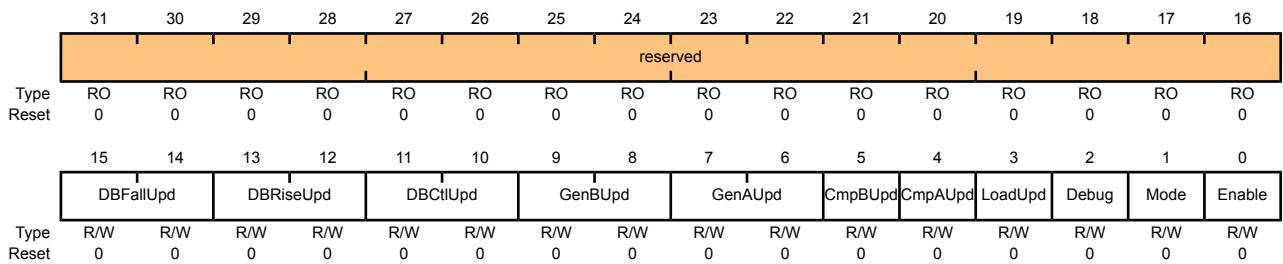 31 30 29 28 27 26 25 24 23 22 21 20 19 18 17 16
reserved
Type RO RO RO RO RO RO RO RO RO RO RO RO RO RO RO RO
Reset 0 0 0 0 0 0 0 0 0 0 0 0 0 0 0 0
15 14 13 12 11 10 9 8 7 6 5 4 3 2 1 0
DBFallUpd DBRiseUpd DBCtlUpd GenBUpd GenAUpd CmpBUpd CmpAUpd LoadUpd Debug Mode Enable
Type R/W R/W R/W R/W R/W R/W R/W R/W R/W R/W R/W R/W R/W R/W R/W R/W
Reset 0 0 0 0 0 0 0 0 0 0 0 0 0 0 0 0